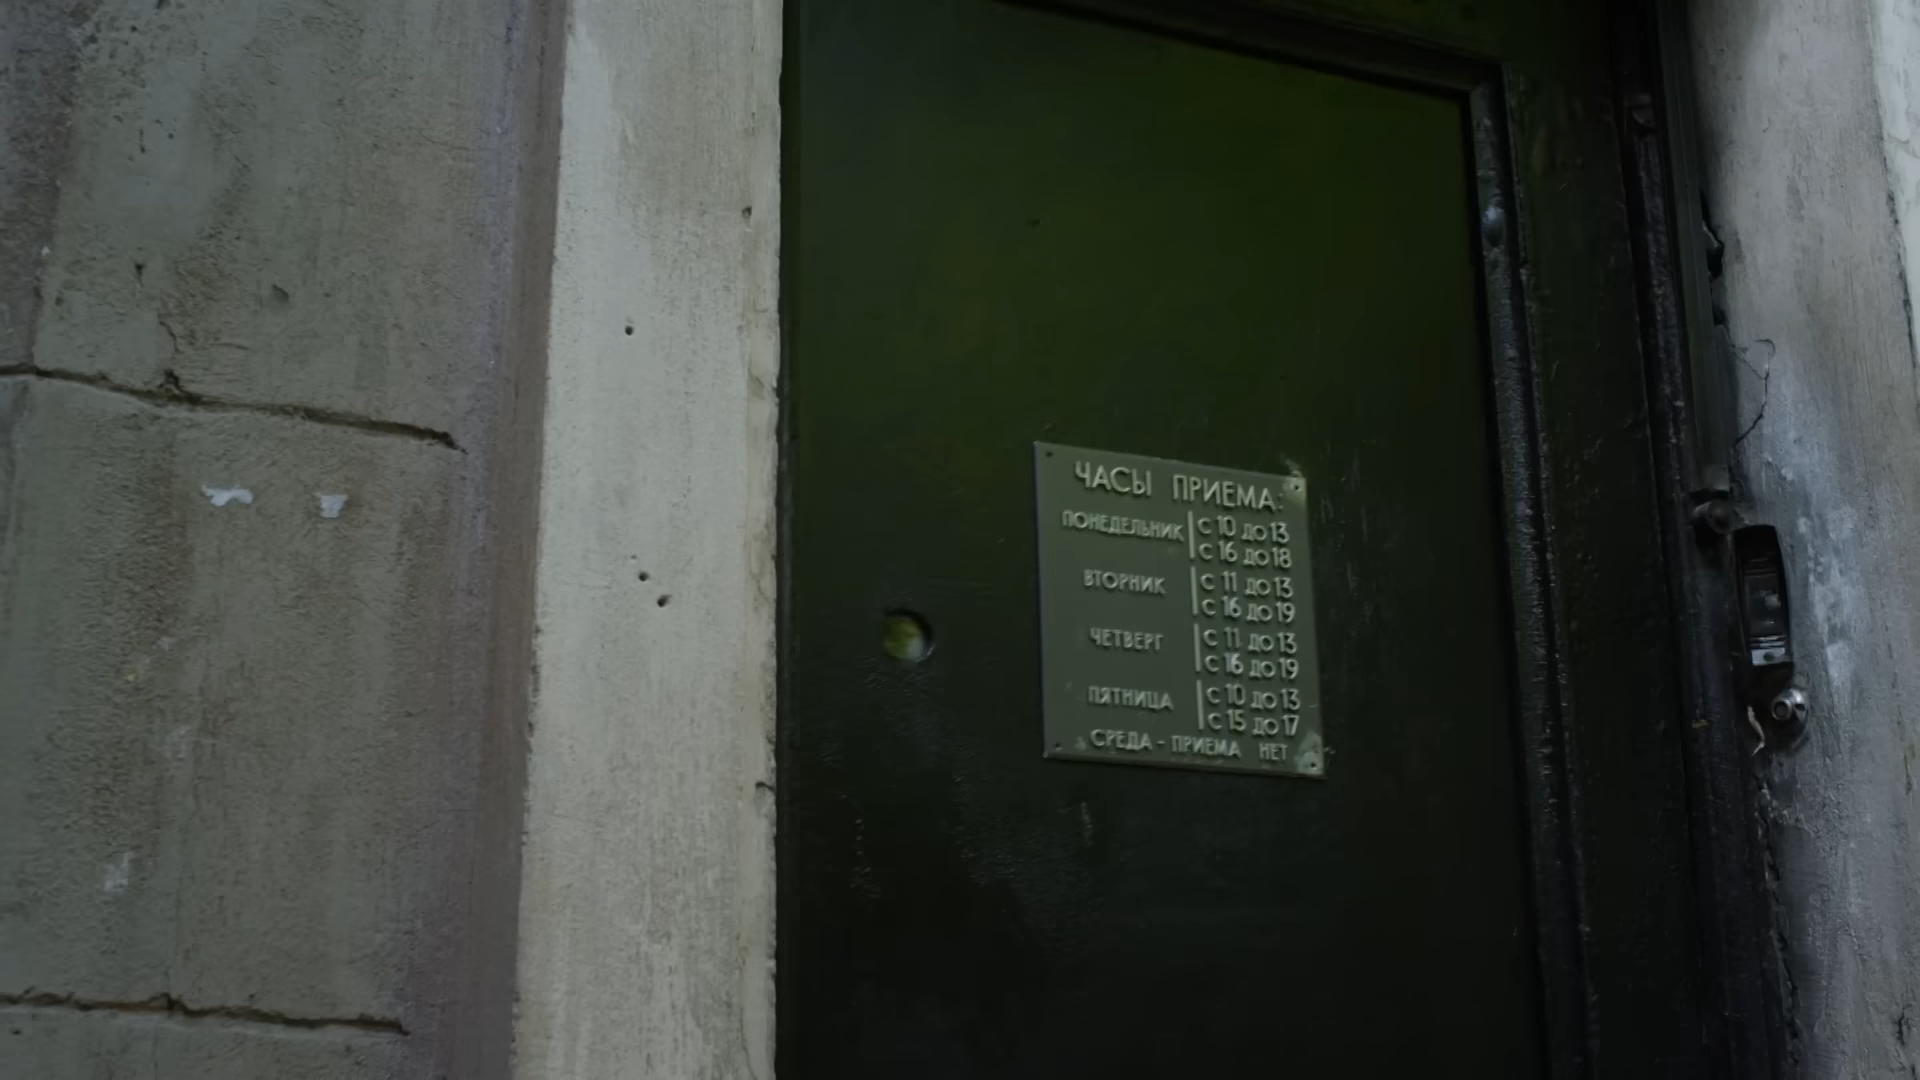 ЧАСЫ ПРИЕМА:
ПОНЕДЕЛЬНИК С 10 ДО 13
С 16 ДО 18
ВТОРНИК С 11 ДО 13
С 16 ДО 19
ЧЕТВЕРГ С 11 ДО 13
С 16 ДО 19
ПЯТНИЦА С 10 ДО 13
С 15 ДО 17
СРЕДА - ПРИЕМА НЕТ